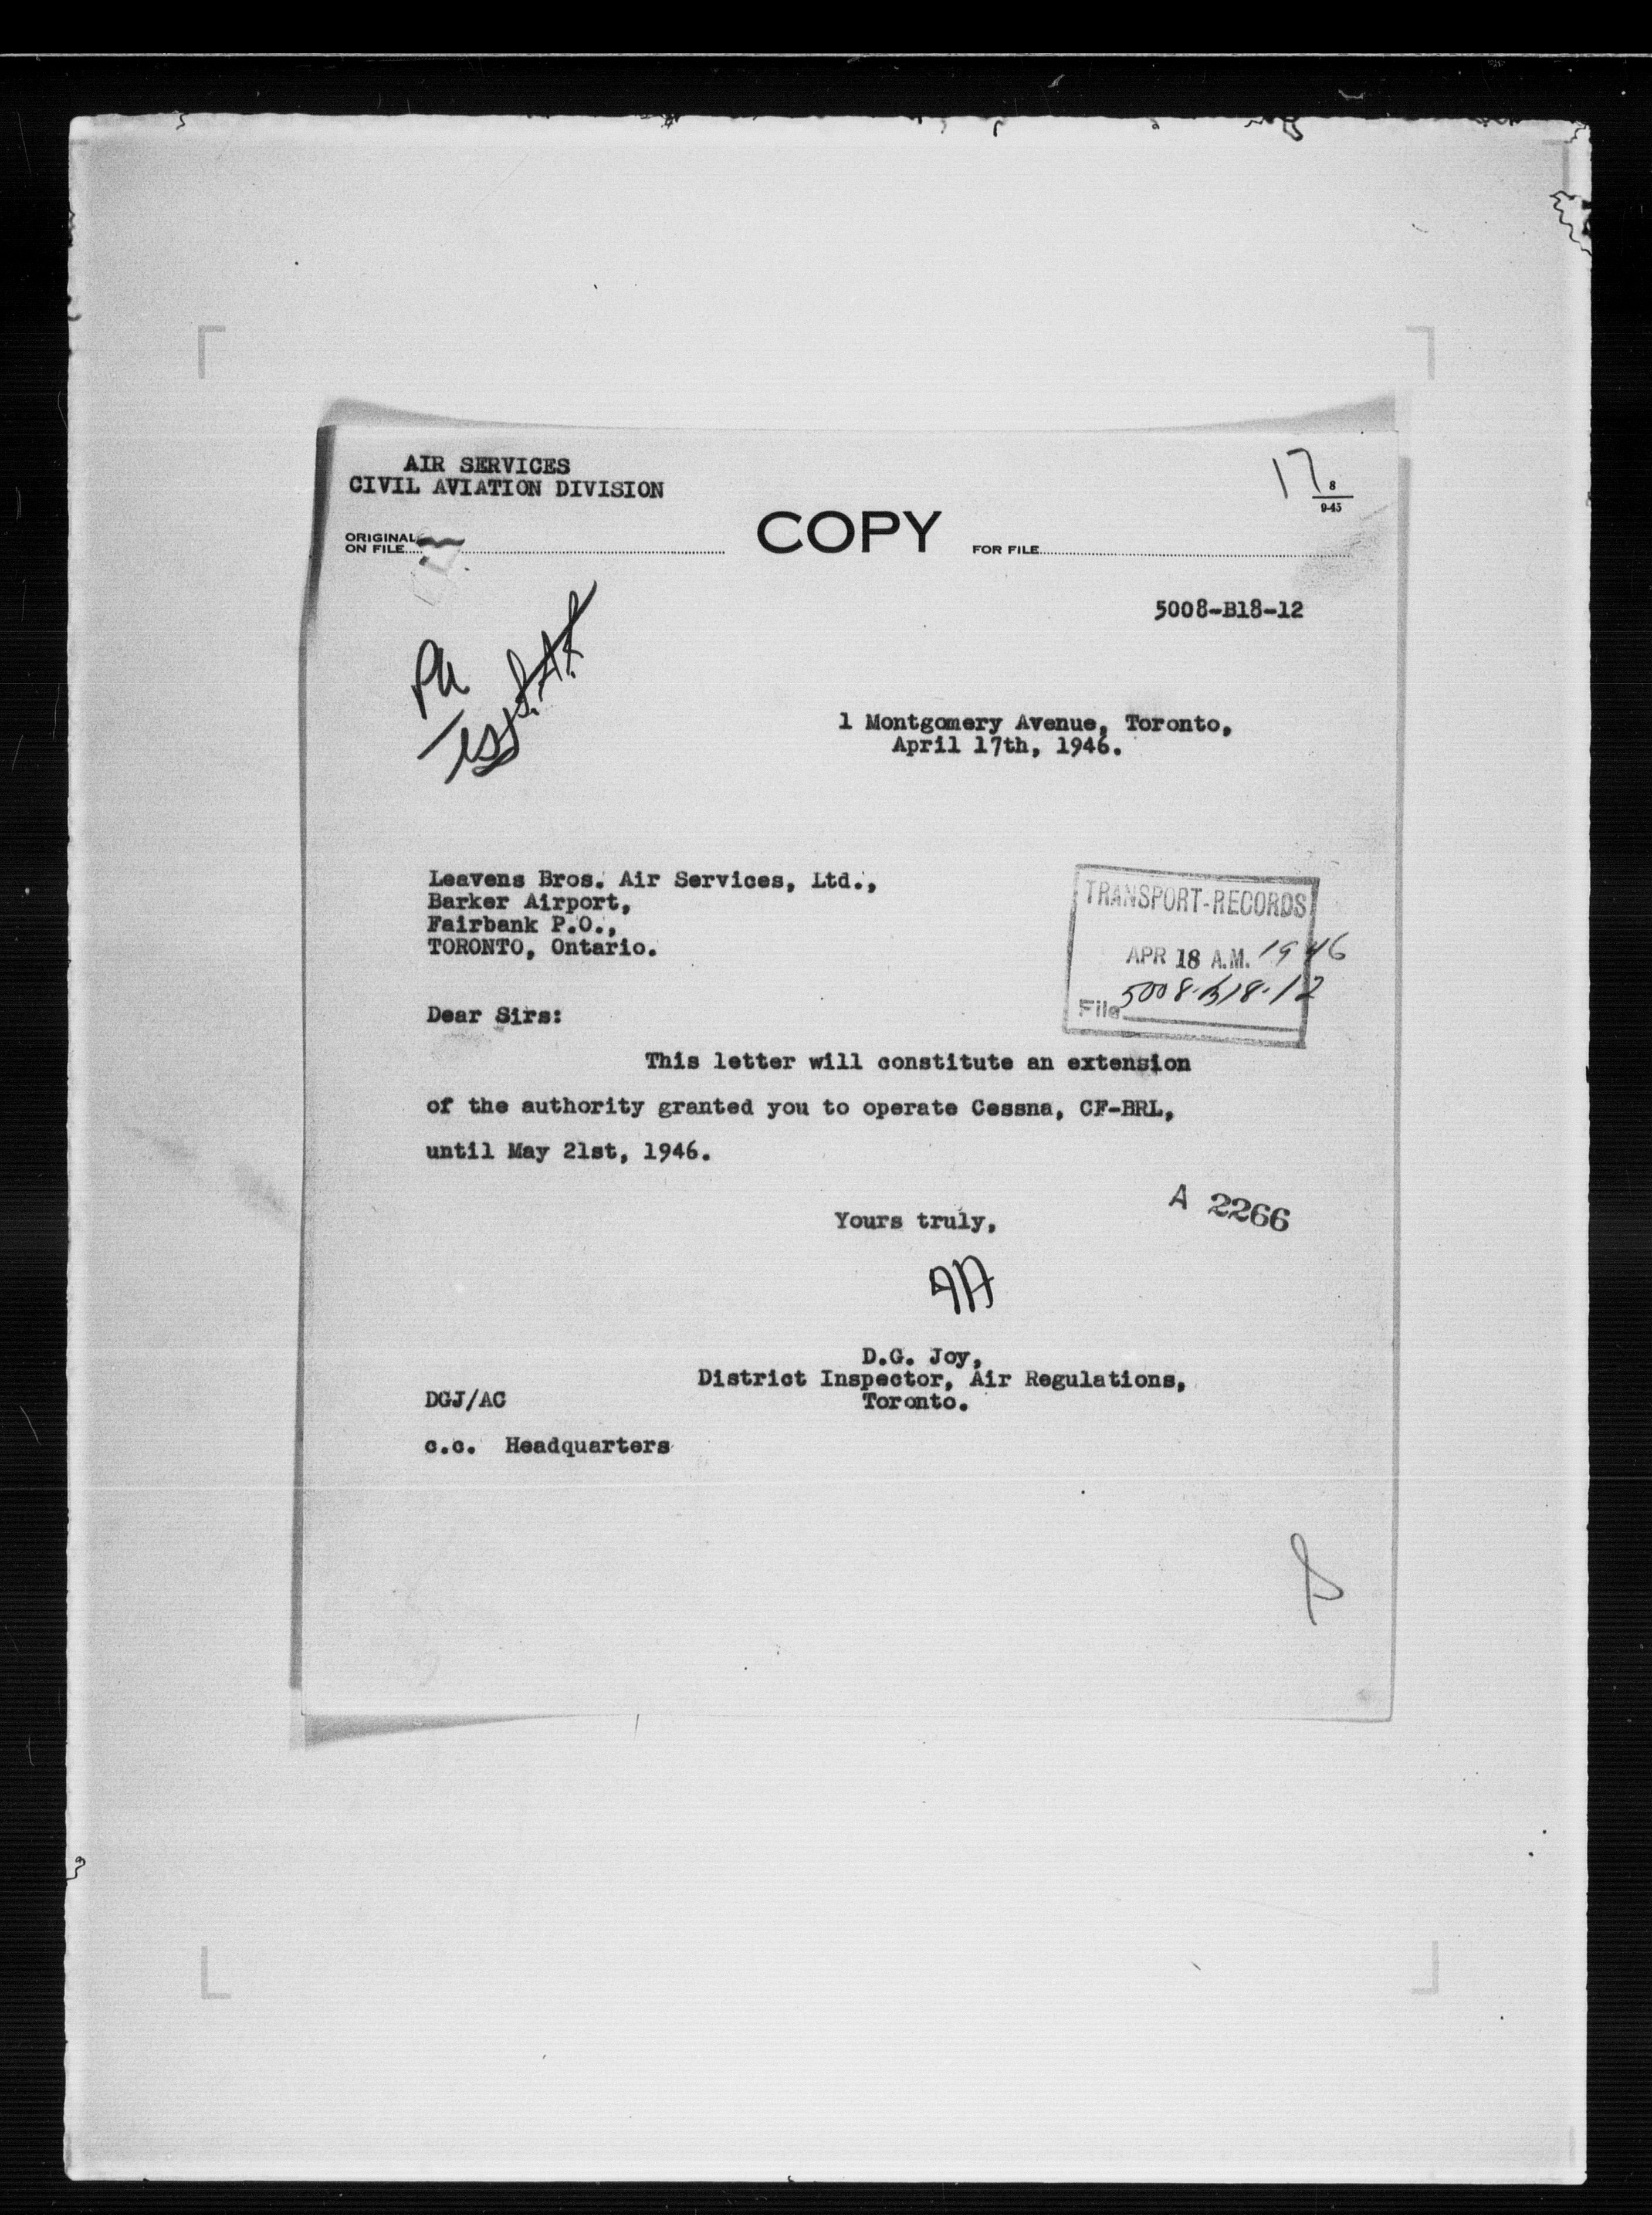 AIR SERVICES
CIVIL AVIATION DIVISION
17
8
9-45
ORIGINAL
ON FILE
COPY
FOR FILE
5008-B18-12
1 Montgomery Avenue, Toronto,
April 17th, 1946.
Leavens Bros. Air Services, Ltd.,
Barker Airport,
Fairbank P.O.,
TORONTO, Ontario.
TRANSPORT-RECORDS
APR 18 A.M. 1946
File 5008-B18-12
Dear Sirs:
This letter will constitute an extension
of the authority granted you to operate Cessna, CF-BRL,
until May 21st, 1946.
A 2266
Yours truly,
D.G. Joy,
District Inspector, Air Regulations,
Toronto.
DGJ/AC
c.c. Headquarters